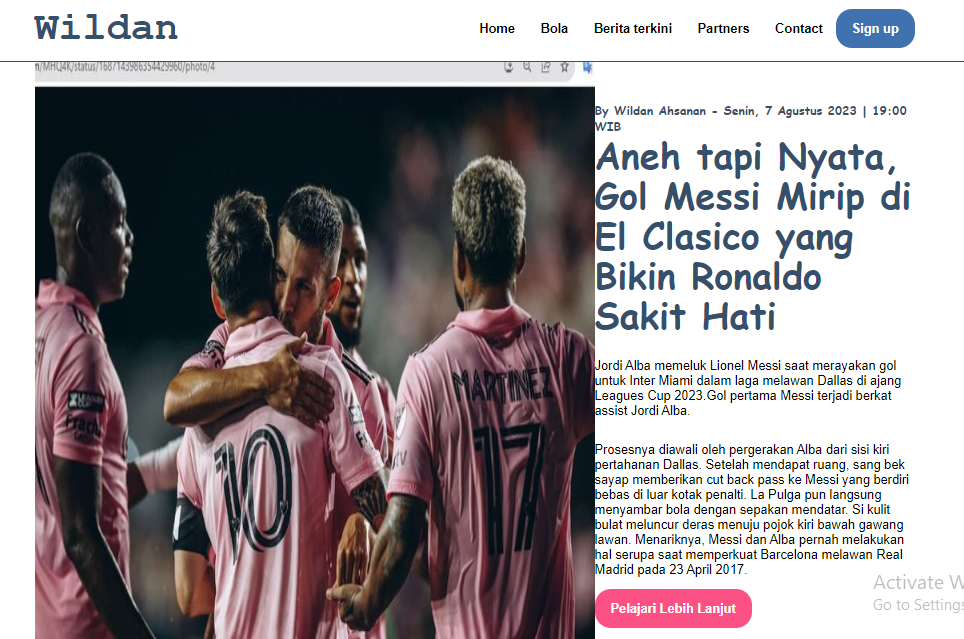 Wildan
Home Bola Berita terkini Partners Contact Sign up
/MHQ4K/status/1687143986354429960/photo/4
By Wildan Ahsanan - Senin, 7 Agustus 2023 | 19:00
WIB
Aneh tapi Nyata,
Gol Messi Mirip di
El Clasico yang
Bikin Ronaldo
Sakit Hati
Jordi Alba memeluk Lionel Messi saat merayakan gol
untuk Inter Miami dalam laga melawan Dallas di ajang
Leagues Cup 2023.Gol pertama Messi terjadi berkat
assist Jordi Alba.
Prosesnya diawali oleh pergerakan Alba dari sisi kiri
pertahanan Dallas. Setelah mendapat ruang, sang bek
sayap memberikan cut back pass ke Messi yang berdiri
bebas di luar kotak penalti. La Pulga pun langsung
menyambar bola dengan sepakan mendatar. Si kulit
bulat meluncur deras menuju pojok kiri bawah gawang
lawan. Menariknya, Messi dan Alba pernah melakukan
hal serupa saat memperkuat Barcelona melawan Real
Madrid pada 23 April 2017.
Pelajari Lebih Lanjut
MARTINEZ
17
10
Activate W
Go to Settings